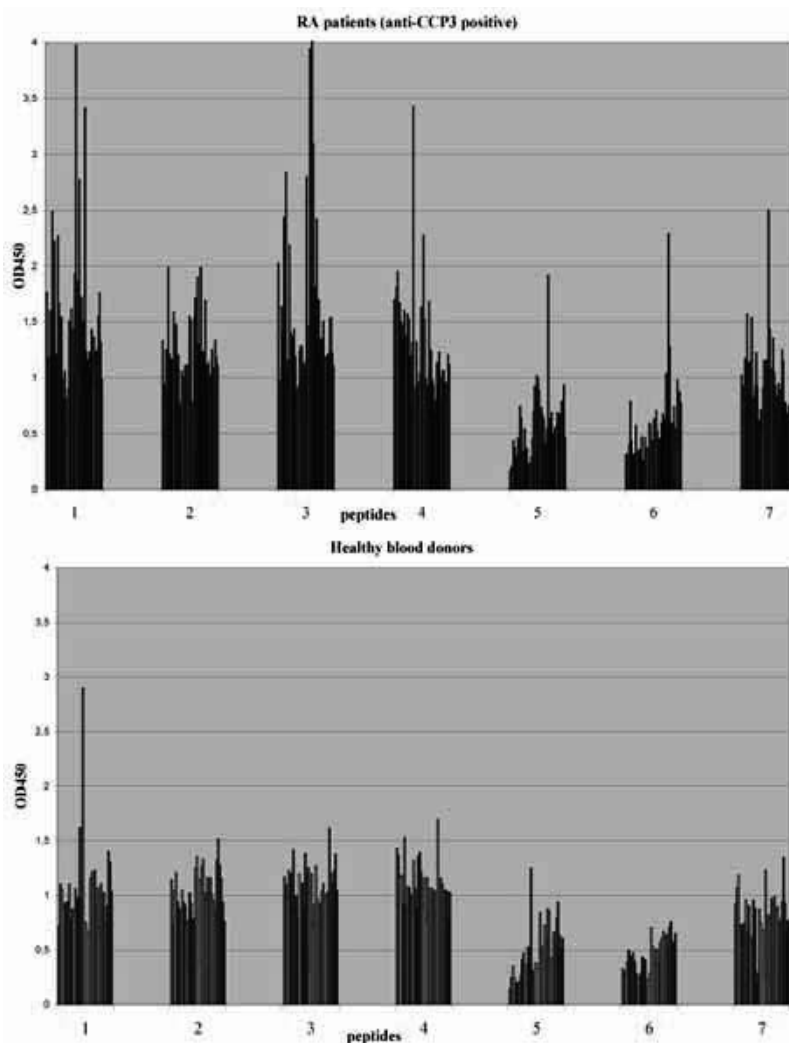 RA patients (anti-CCP3 positive)
4
3,5
3
2,5
2
1,5
1
0,5
0
OD450
1 2 3 4 5 6 7
peptides
Healthy blood donors
4
3,5
3
2,5
2
1,5
1
0,5
0
OD450
1 2 3 4 5 6 7
peptides